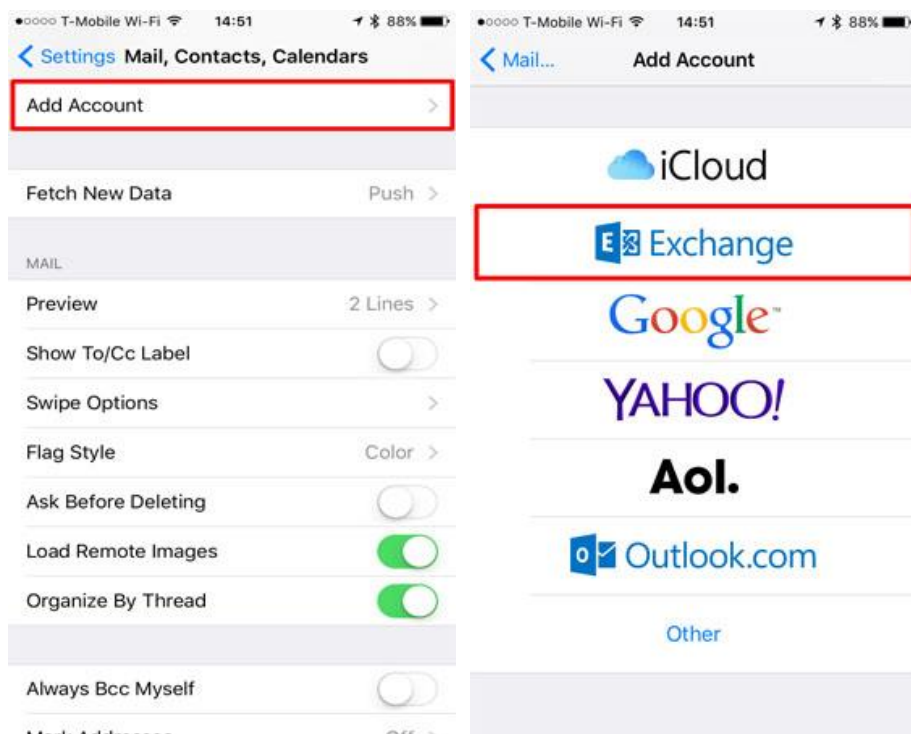 T-Mobile Wi-Fi 14:51 88%
Settings Mail, Contacts, Calendars
Add Account
Fetch New Data Push
MAIL
Preview 2 Lines
Show To/Cc Label
Swipe Options
Flag Style Color
Ask Before Deleting
Load Remote Images
Organize By Thread
Always Bcc Myself
T-Mobile Wi-Fi 14:51 88%
Mail... Add Account
iCloud
E Exchange
Google™
YAHOO!
Aol.
o Outlook.com
Other